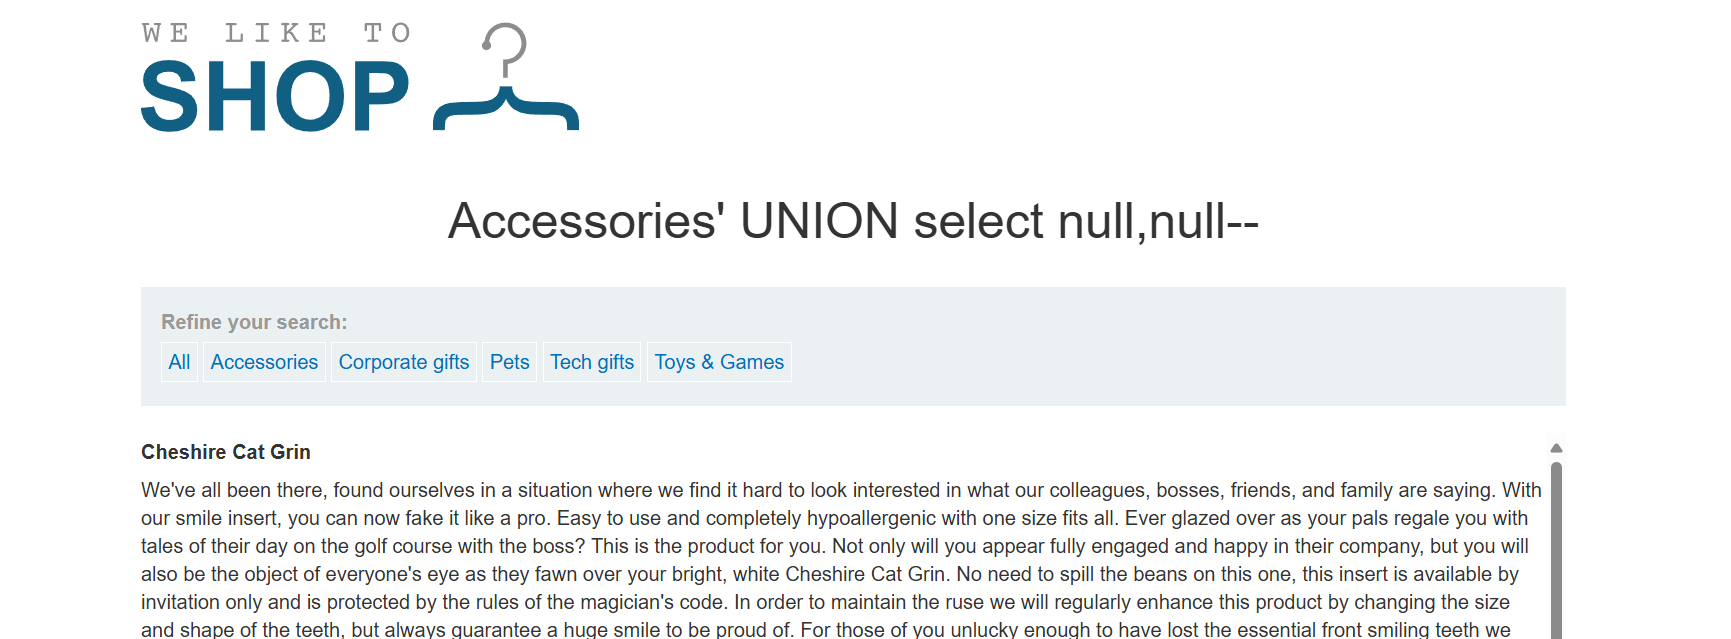 WE LIKE TO
SHOP
Accessories' UNION select null,null--
Refine your search:
All Accessories Corporate gifts Pets Tech gifts Toys & Games
Cheshire Cat Grin
We've all been there, found ourselves in a situation where we find it hard to look interested in what our colleagues, bosses, friends, and family are saying. With
our smile insert, you can now fake it like a pro. Easy to use and completely hypoallergenic with one size fits all. Ever glazed over as your pals regale you with
tales of their day on the golf course with the boss? This is the product for you. Not only will you appear fully engaged and happy in their company, but you will
also be the object of everyone's eye as they fawn over your bright, white Cheshire Cat Grin. No need to spill the beans on this one, this insert is available by
invitation only and is protected by the rules of the magician's code. In order to maintain the ruse we will regularly enhance this product by changing the size
and shape of the teeth, but always guarantee a huge smile to be proud of. For those of you unlucky enough to have lost the essential front smiling teeth we